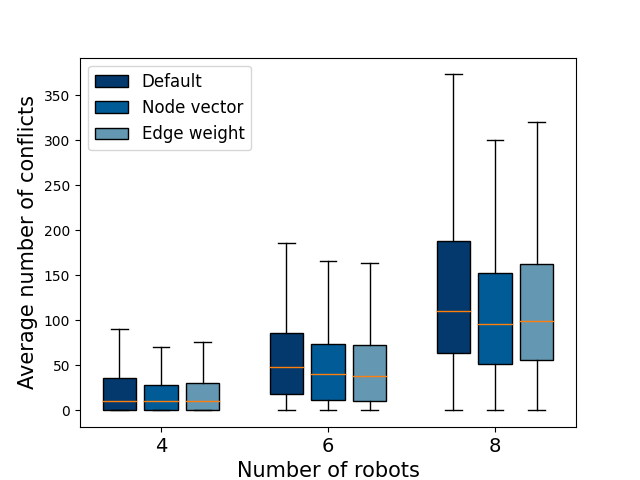 Default
Node vector
Edge weight
Average number of conflicts
350
300
250
200
150
100
50
0
4
6
8
Number of robots